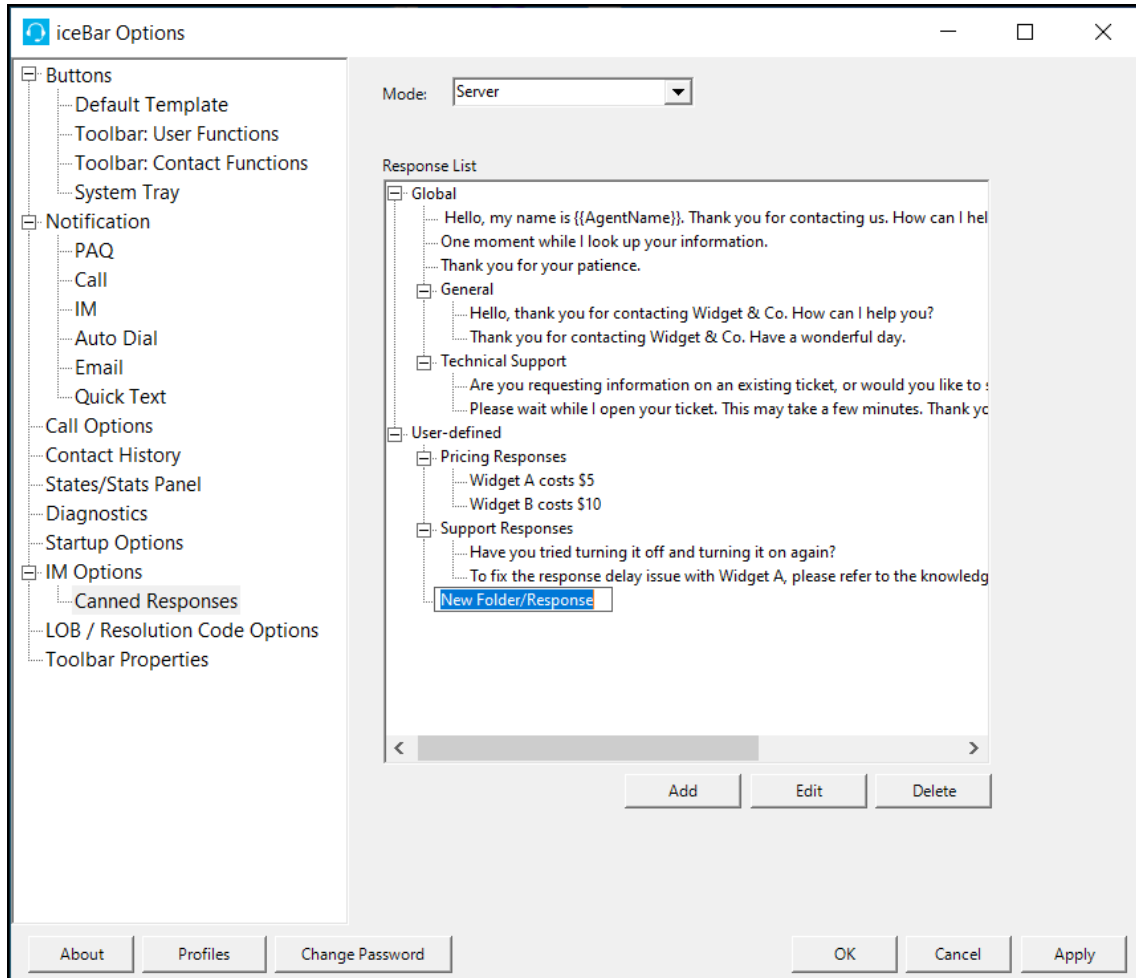 iceBar Options
Buttons
Default Template
Toolbar: User Functions
Toolbar: Contact Functions
System Tray
Notification
PAQ
Call
IM
Auto Dial
Email
Quick Text
Call Options
Contact History
States/Stats Panel
Diagnostics
Startup Options
IM Options
Canned Responses
LOB / Resolution Code Options
Toolbar Properties
Mode:
Server
Response List
Global
Hello, my name is {{AgentName}}. Thank you for contacting us. How can I hel
One moment while I look up your information.
Thank you for your patience.
General
Hello, thank you for contacting Widget & Co. How can I help you?
Thank you for contacting Widget & Co. Have a wonderful day.
Technical Support
Are you requesting information on an existing ticket, or would you like to s
Please wait while I open your ticket. This may take a few minutes. Thank yo
User-defined
Pricing Responses
Widget A costs $5
Widget B costs $10
Support Responses
Have you tried turning it off and turning it on again?
To fix the response delay issue with Widget A, please refer to the knowledg
New Folder/Response
Add
Edit
Delete
About
Profiles
Change Password
OK
Cancel
Apply